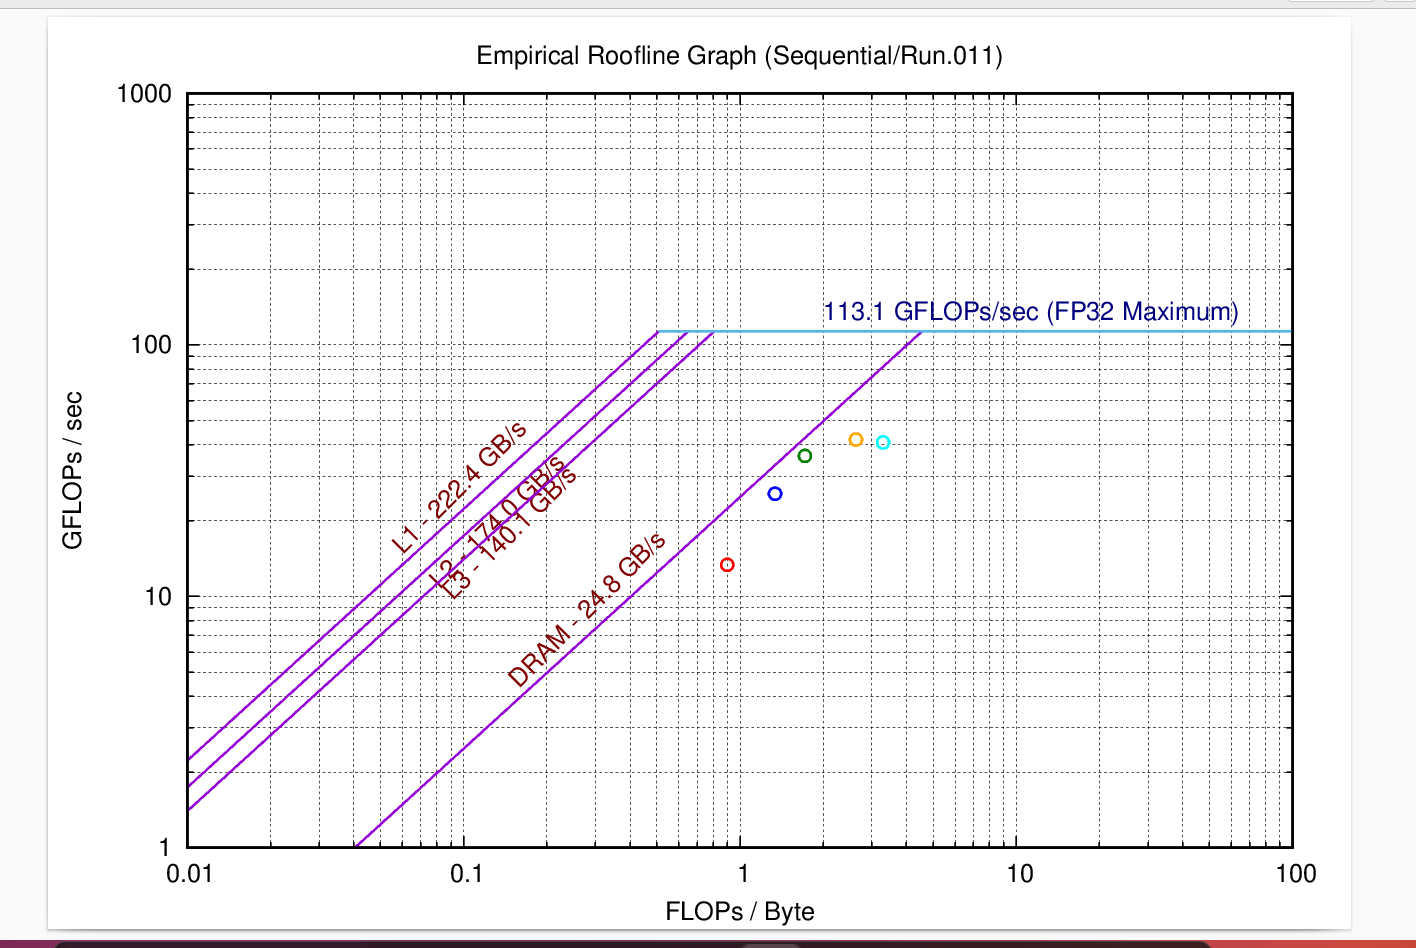 Empirical Roofline Graph (Sequential/Run.011)
1000
100
10
1
GFLOPs / sec
113.1 GFLOPs/sec (FP32 Maximum)
L1 - 222.4 GB/s
L2 - 174.0 GB/s
L3 - 140.1 GB/s
DRAM - 24.8 GB/s
0.01
0.1
1
10
100
FLOPs / Byte